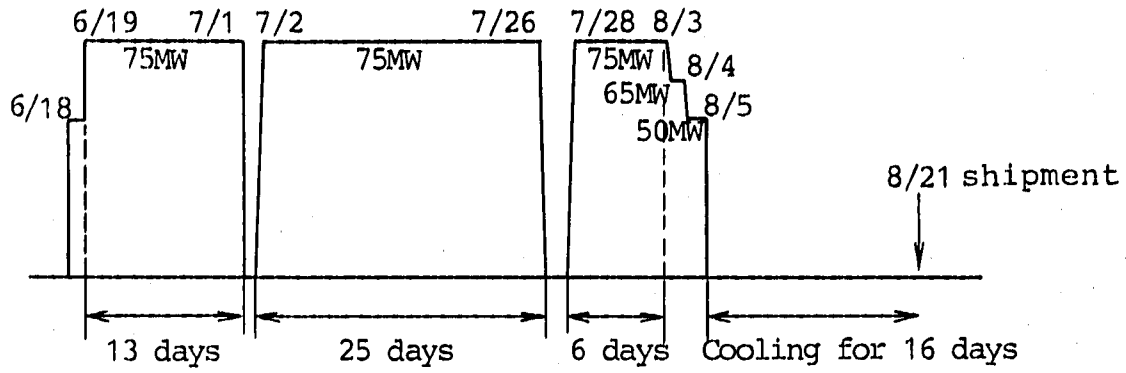 6/19 7/1 7/2 7/26 7/28 8/3
75MW 75MW 75MW 8/4
65MW
6/18 8/5
50MW
8/21 shipment
13 days 25 days 6 days Cooling for 16 days